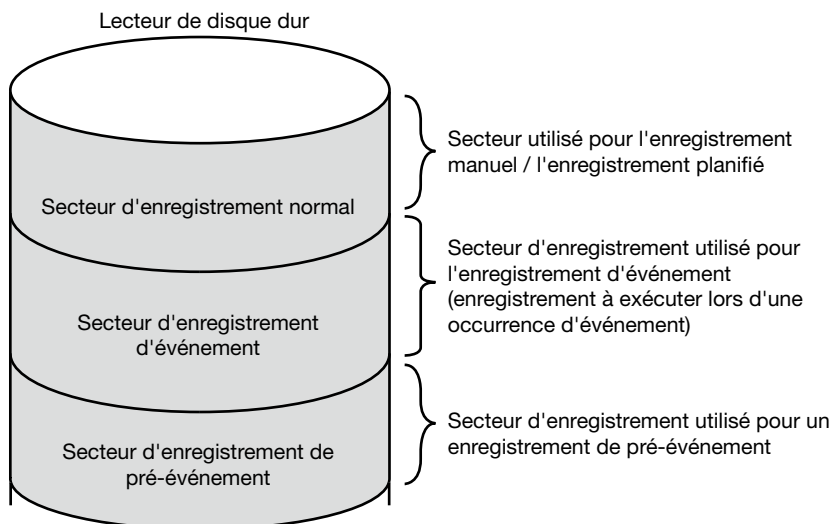 Lecteur de disque dur
Secteur utilisé pour l'enregistrement
manuel / l'enregistrement planifié
Secteur d'enregistrement normal
Secteur d'enregistrement utilisé pour
l'enregistrement d'événement
(enregistrement à exécuter lors d'une
occurrence d'événement)
Secteur d'enregistrement
d'événement
Secteur d'enregistrement utilisé pour un
enregistrement de pré-événement
Secteur d'enregistrement de
pré-événement